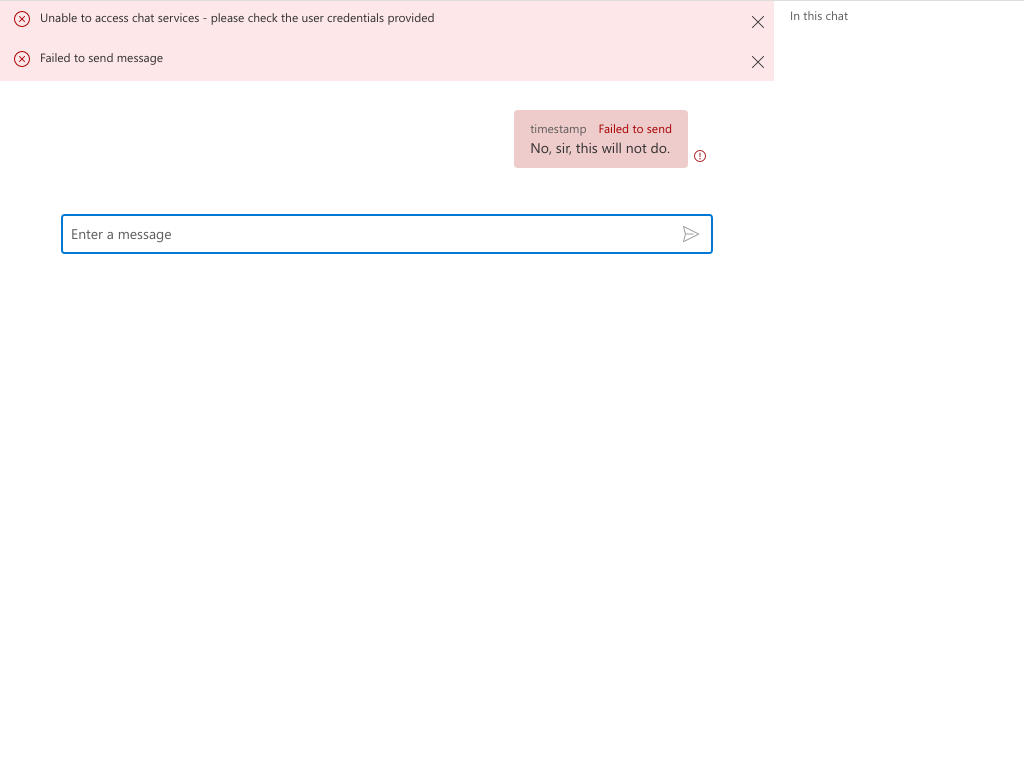 Unable to access chat services - please check the user credentials provided
In this chat
Failed to send message
timestamp Failed to send
No, sir, this will not do.
Enter a message